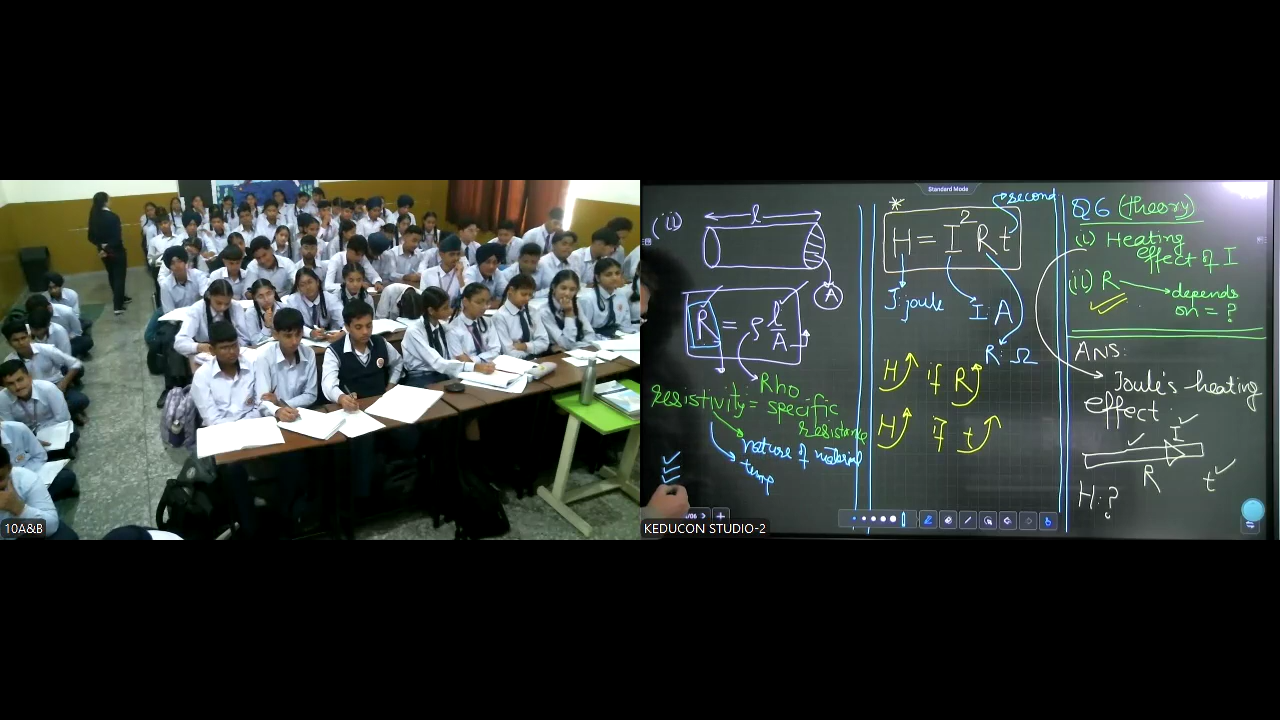 10A&B
KEDUCON STUDIO-2
Standard Mode
(ii)
l
A
R = ρ l
A
Rho
resistivity = specific
resistance
nature of material
temp
*
second
H = I² R t
J: joule
I: A
R: Ω
H if R
H if t
Q6 (theory)
(i) Heating
effect of I
(ii) R
depends
on = ?
ANS:
Joule's heating
effect:
I
R
t
H: ?